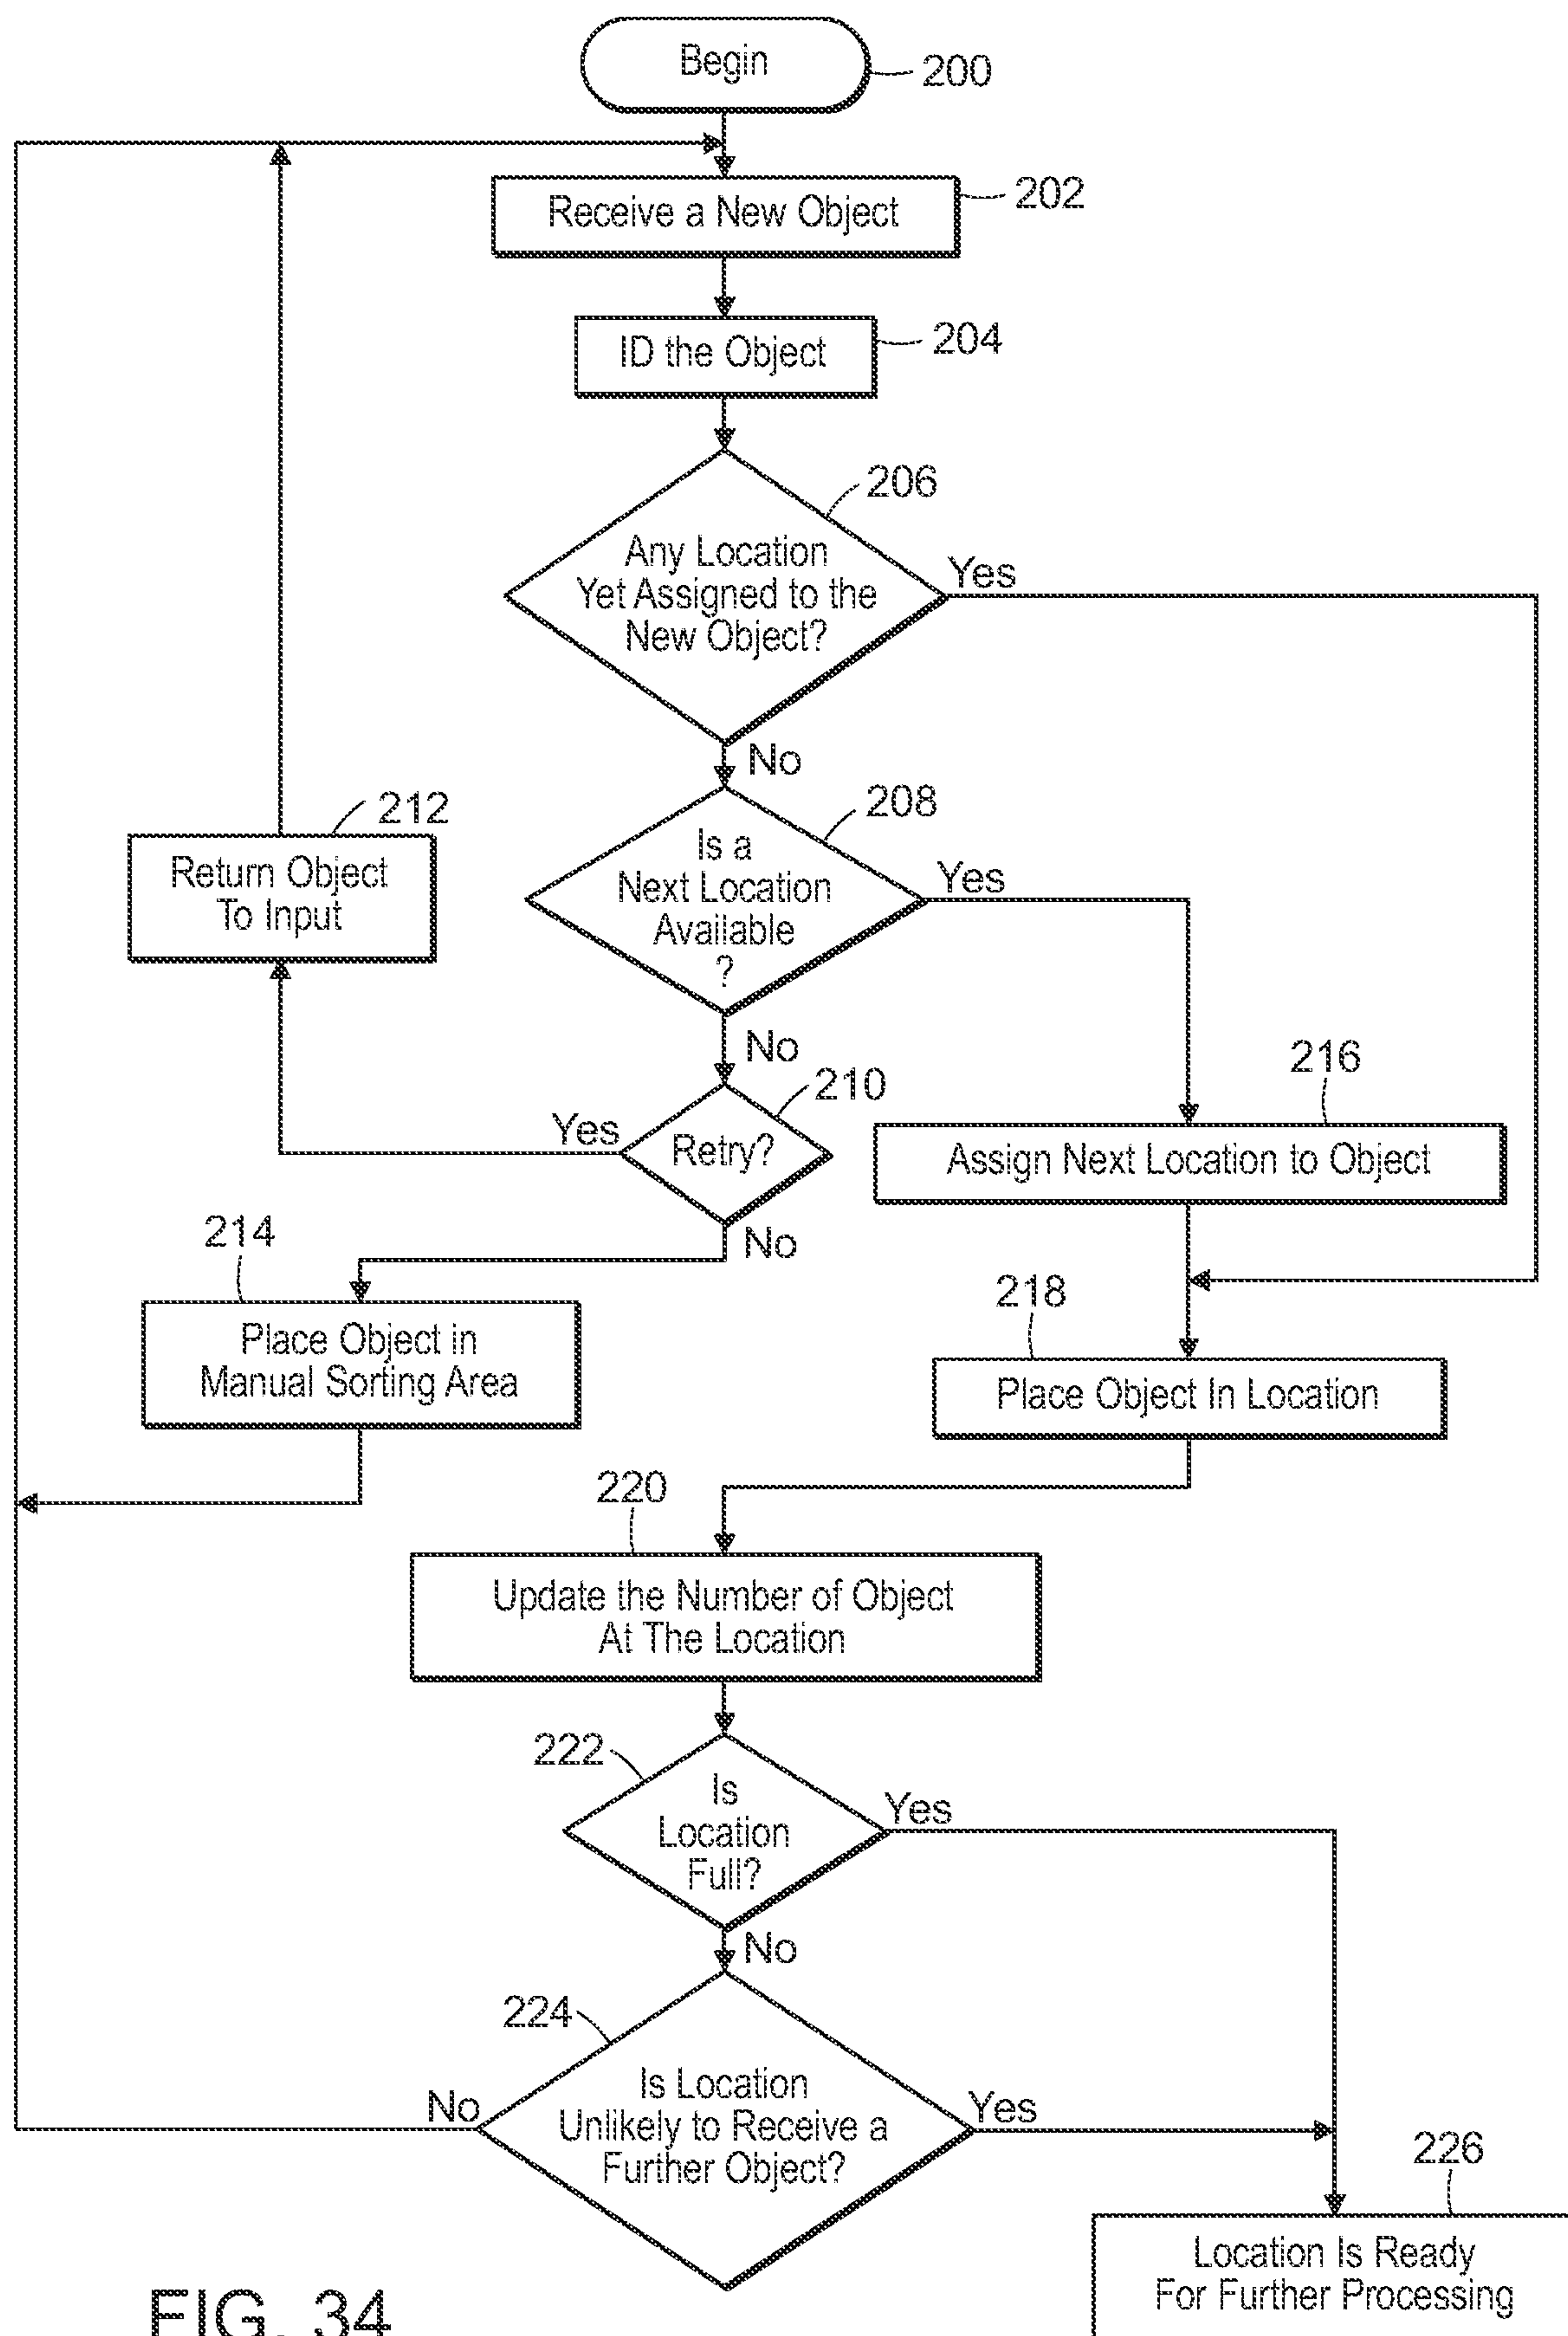 Begin
200
Receive a New Object
202
ID the Object
204
206
Any Location
Yet Assigned to the
New Object?
Yes
No
208
Is a
Next Location
Available
?
Yes
No
212
Return Object
To Input
210
Retry?
Yes
No
216
Assign Next Location to Object
214
Place Object in
Manual Sorting Area
218
Place Object In Location
220
Update the Number of Object
At The Location
222
Is
Location
Full?
Yes
No
224
Is Location
Unlikely to Receive a
Further Object?
No
Yes
226
Location Is Ready
For Further Processing
FIG. 34